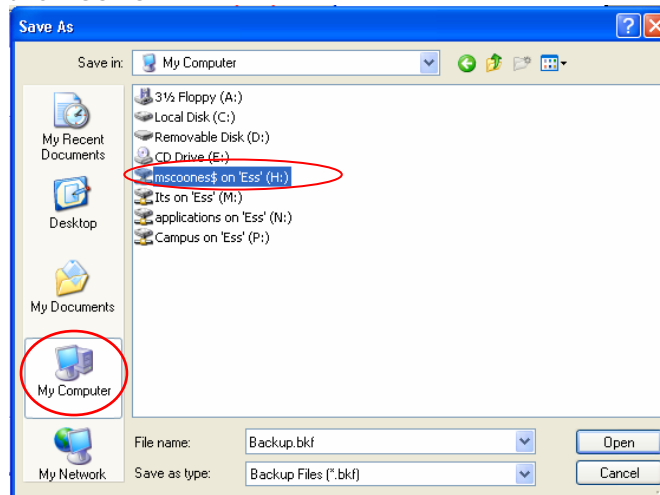 Save As
Save in:
My Computer
3½ Floppy (A:)
Local Disk (C:)
Removable Disk (D:)
CD Drive (E:)
mscoones$ on 'Ess' (H:)
Its on 'Ess' (M:)
applications on 'Ess' (N:)
Campus on 'Ess' (P:)
My Recent
Documents
Desktop
My Documents
My Computer
My Network
File name:
Backup.bkf
Open
Save as type:
Backup Files (*.bkf)
Cancel